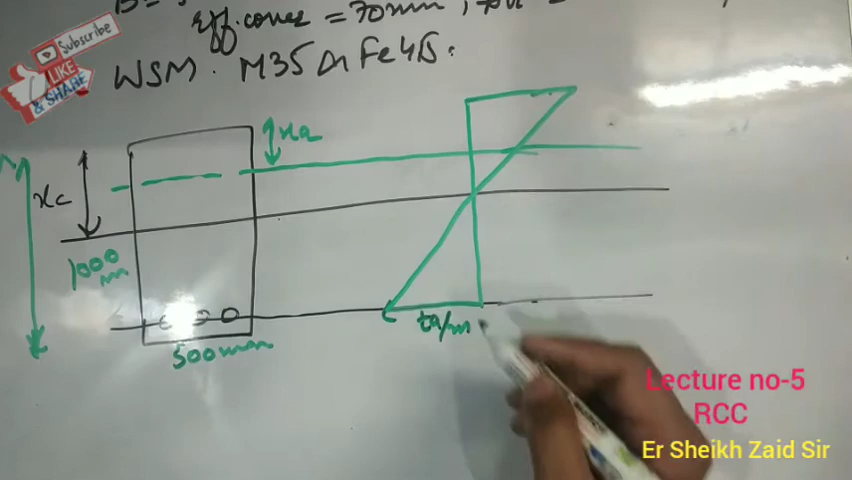 eff. cover = 70mm,
WSM. M35 & Fe415.
Subscribe
LIKE
& SHARE
xa
xc
1000
mm
500mm
ta/m
Lecture no-5
RCC
Er Sheikh Zaid Sir